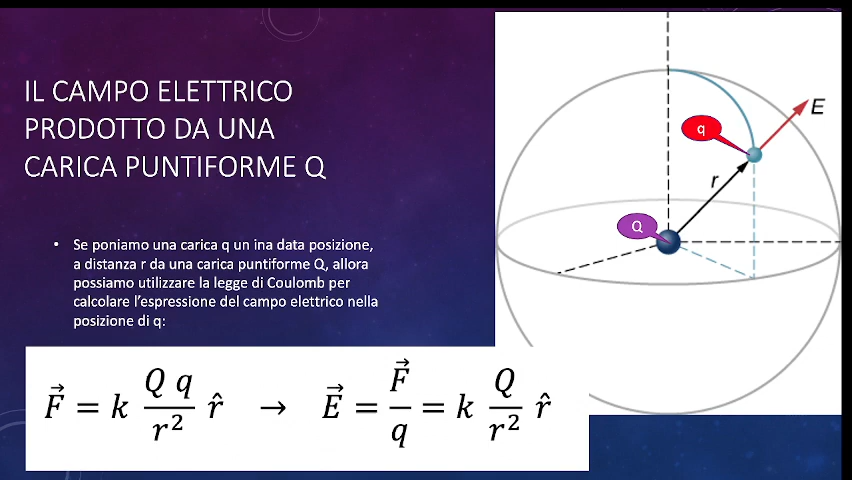 IL CAMPO ELETTRICO
PRODOTTO DA UNA
CARICA PUNTIFORME Q
• Se poniamo una carica q un ina data posizione,
a distanza r da una carica puntiforme Q, allora
possiamo utilizzare la legge di Coulomb per
calcolare l'espressione del campo elettrico nella
posizione di q:
F⃗ = k (Q q)/r² r̂ → E⃗ = F⃗/q = k Q/r² r̂
E
q
r
Q